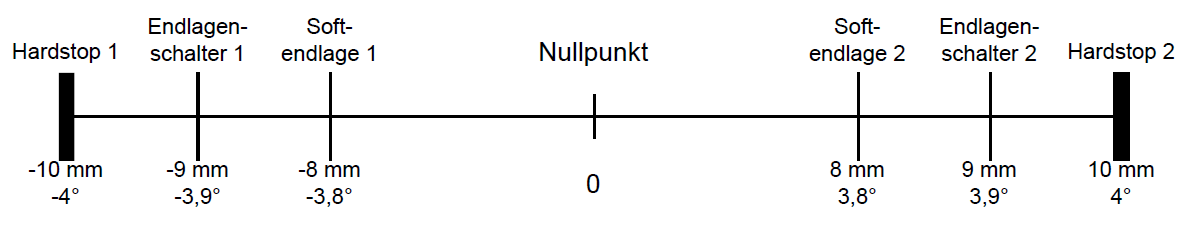 Hardstop 1
Endlagen-
schalter 1
Soft-
endlage 1
Nullpunkt
Soft-
endlage 2
Endlagen-
schalter 2
Hardstop 2
-10 mm
-4°
-9 mm
-3,9°
-8 mm
-3,8°
0
8 mm
3,8°
9 mm
3,9°
10 mm
4°